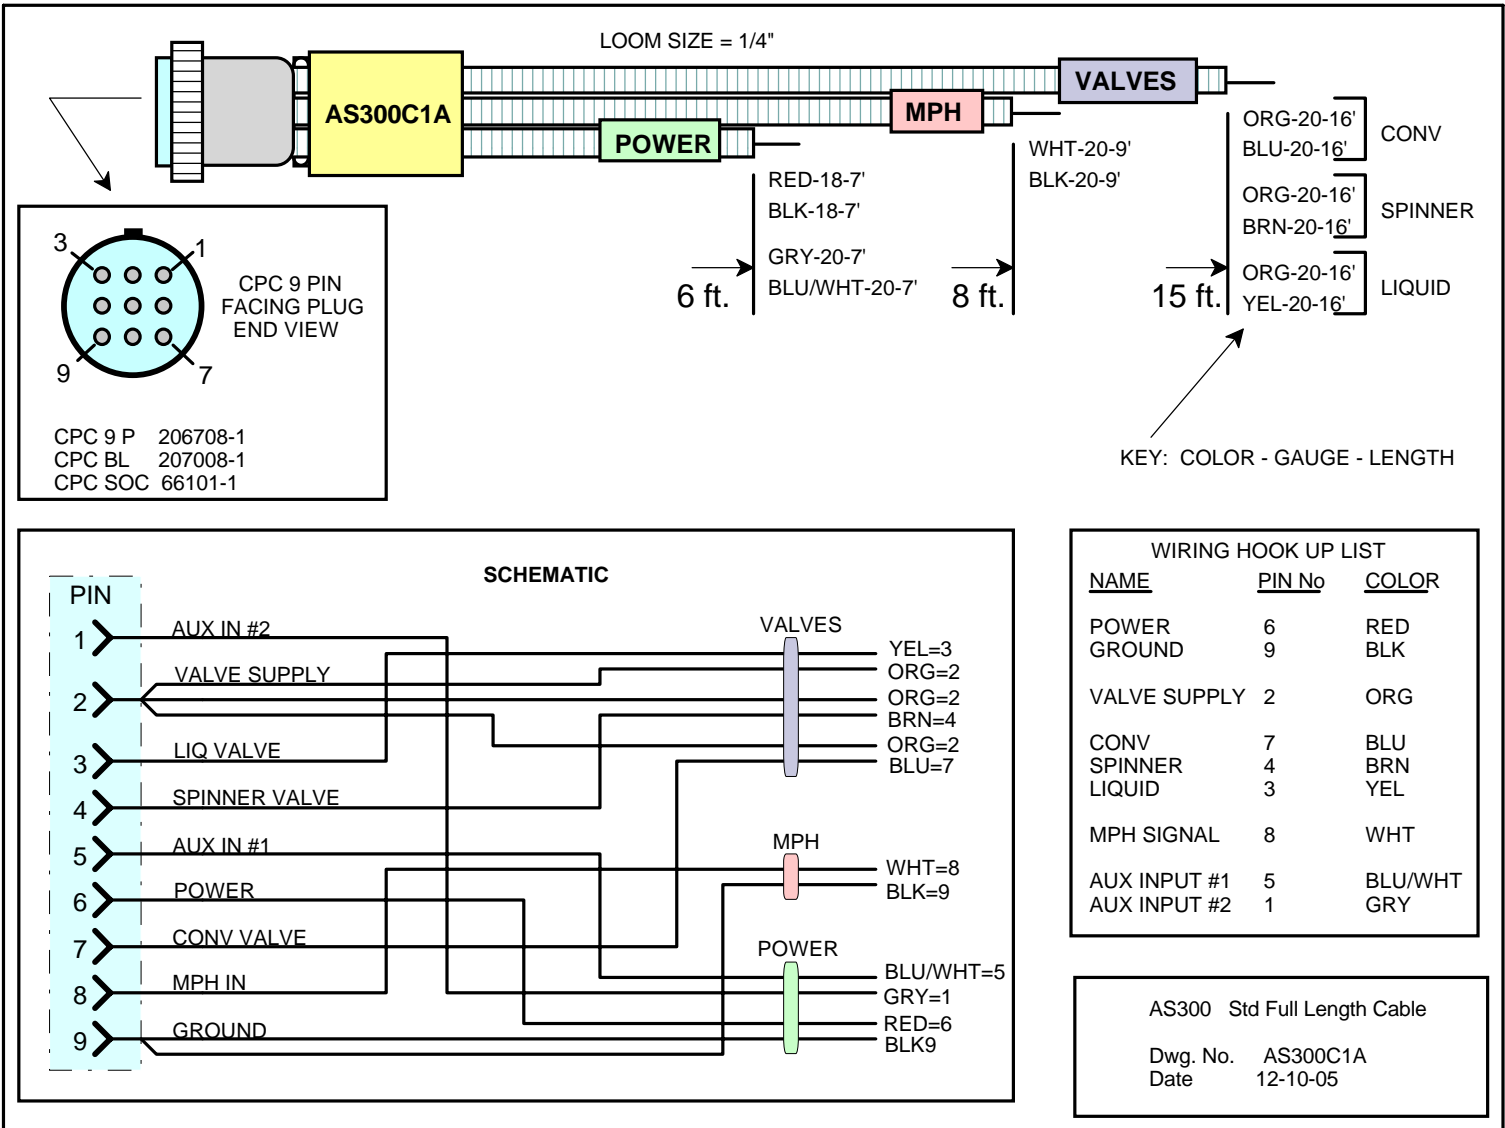 LOOM SIZE = 1/4"
AS300C1A
POWER
MPH
VALVES
RED-18-7'
BLK-18-7'
GRY-20-7'
BLU/WHT-20-7'
6 ft.
WHT-20-9'
BLK-20-9'
8 ft.
ORG-20-16'
BLU-20-16'
CONV
ORG-20-16'
BRN-20-16'
SPINNER
ORG-20-16'
YEL-20-16'
LIQUID
15 ft.
KEY: COLOR - GAUGE - LENGTH
3
1
9
7
CPC 9 PIN
FACING PLUG
END VIEW
CPC 9 P 206708-1
CPC BL 207008-1
CPC SOC 66101-1
SCHEMATIC
PIN
1 AUX IN #2
2 VALVE SUPPLY
3 LIQ VALVE
4 SPINNER VALVE
5 AUX IN #1
6 POWER
7 CONV VALVE
8 MPH IN
9 GROUND
VALVES
YEL=3
ORG=2
ORG=2
BRN=4
ORG=2
BLU=7
MPH
WHT=8
BLK=9
POWER
BLU/WHT=5
GRY=1
RED=6
BLK9
WIRING HOOK UP LIST
NAME PIN No COLOR
POWER 6 RED
GROUND 9 BLK
VALVE SUPPLY 2 ORG
CONV 7 BLU
SPINNER 4 BRN
LIQUID 3 YEL
MPH SIGNAL 8 WHT
AUX INPUT #1 5 BLU/WHT
AUX INPUT #2 1 GRY
AS300 Std Full Length Cable
Dwg. No. AS300C1A
Date 12-10-05